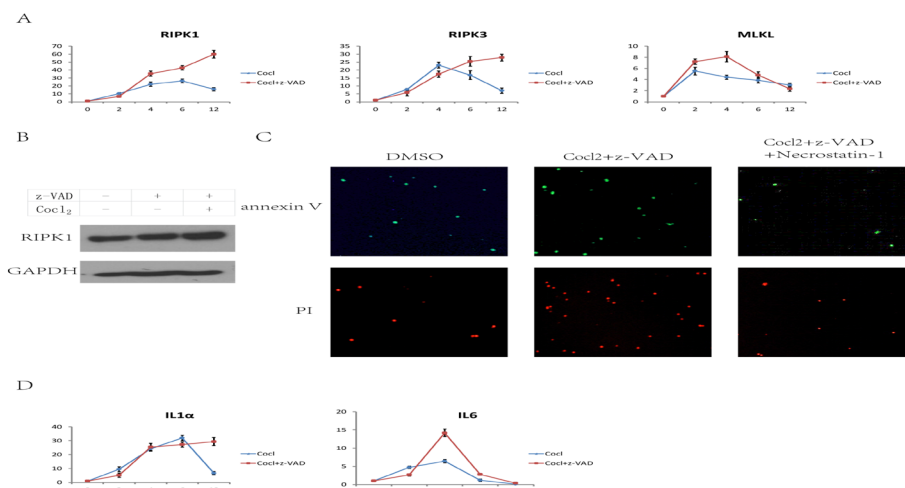 A
RIPK1
70
60
50
40
30
20
10
0
0 2 4 6 12
Cocl
Cocl+z-VAD
RIPK3
35
30
25
20
15
10
5
0
0 2 4 6 12
Cocl
Cocl+z-VAD
MLKL
10
8
6
4
2
0
0 2 4 6 12
Cocl
Cocl+z-VAD
B
z-VAD − + +
Cocl₂ − − +
RIPK1
GAPDH
C
DMSO
Cocl2+z-VAD
Cocl2+z-VAD
+Necrostatin-1
annexin V
PI
D
IL1α
40
30
20
10
0
Cocl
Cocl+z-VAD
IL6
20
15
10
5
0
Cocl
Cocl+z-VAD